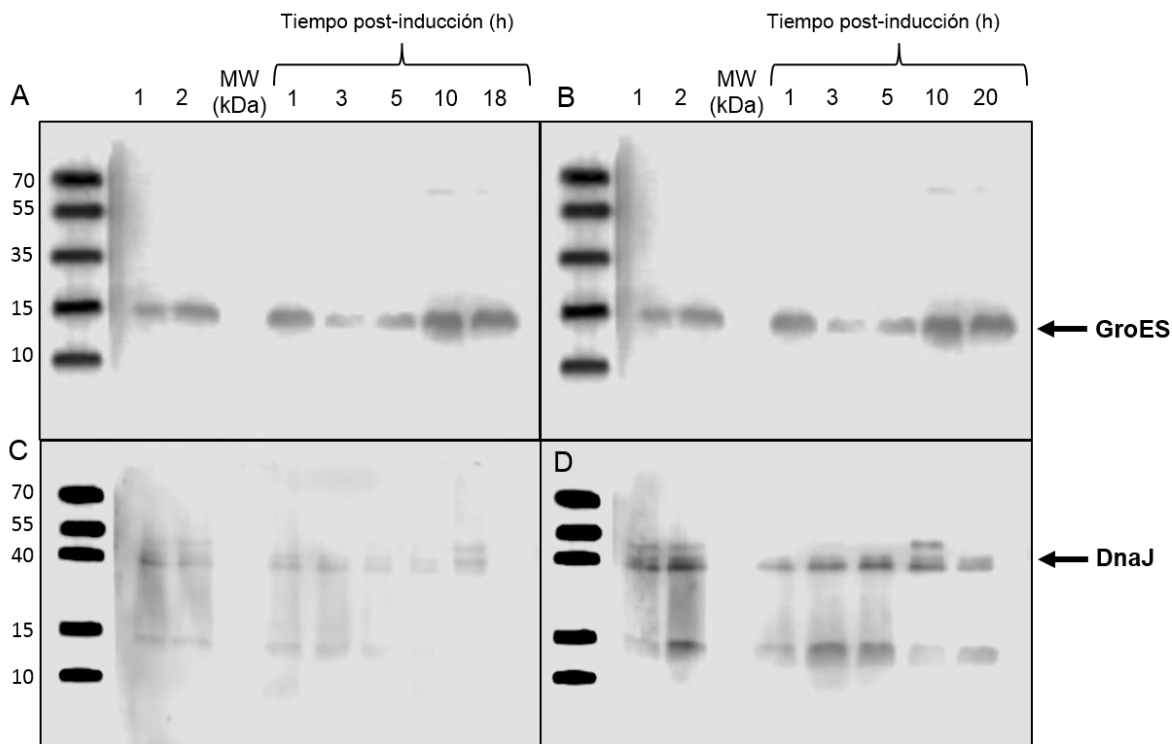 Tiempo post-inducción (h)
Tiempo post-inducción (h)
A
1 2 MW (kDa) 1 3 5 10 18
B
1 2 MW (kDa) 1 3 5 10 20
70
55
35
15
10
GroES
C
D
70
55
40
15
10
DnaJ